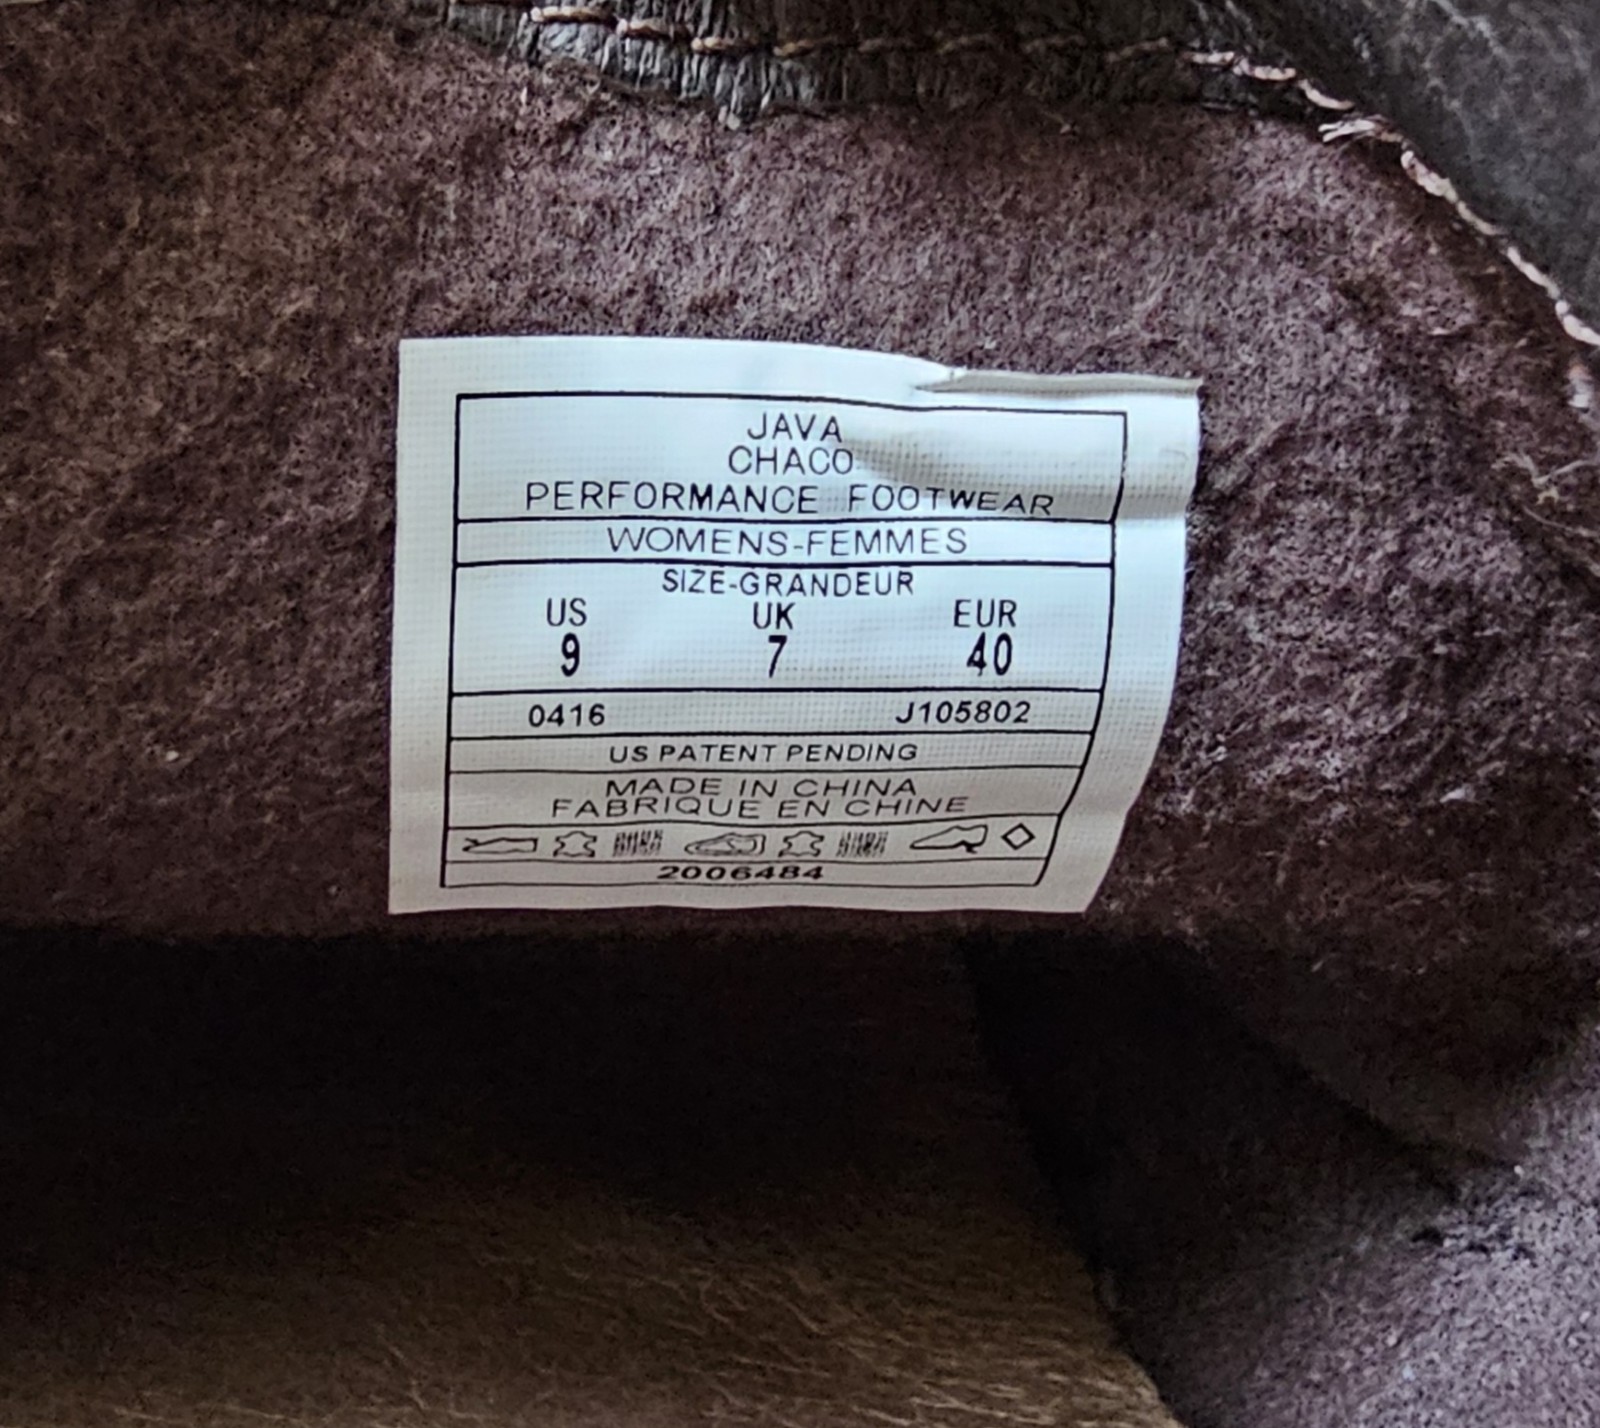 JAVA
CHACO
PERFORMANCE FOOTWEAR
WOMENS-FEMMES
SIZE-GRANDEUR
US UK EUR
9 7 40
0416 J105802
US PATENT PENDING
MADE IN CHINA
FABRIQUE EN CHINE
2006484